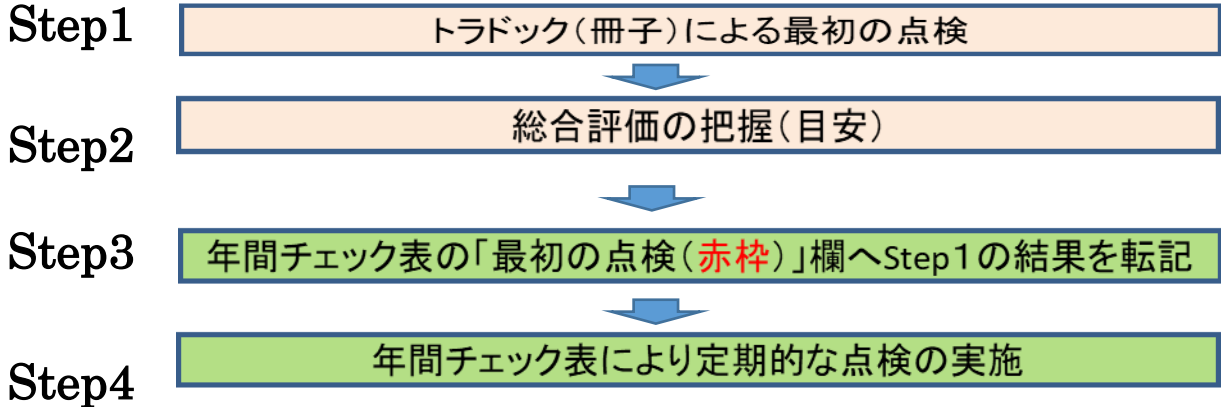 Step1
トラドック（冊子）による最初の点検
Step2
総合評価の把握（目安）
Step3
年間チェック表の「最初の点検（赤枠）」欄へStep１の結果を転記
Step4
年間チェック表により定期的な点検の実施